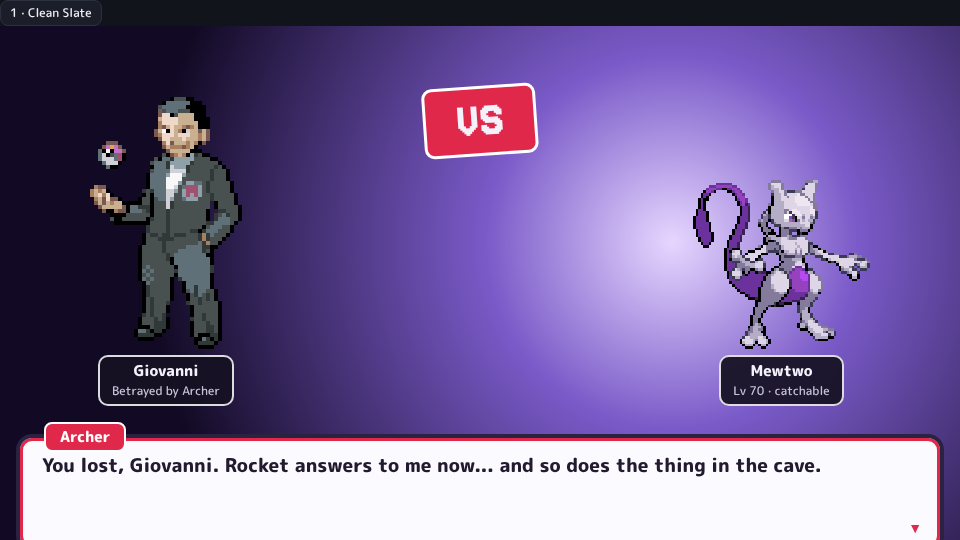 1 · Clean Slate
VS
Giovanni
Betrayed by Archer
Mewtwo
Lv 70 · catchable
Archer
You lost, Giovanni. Rocket answers to me now... and so does the thing in the cave.